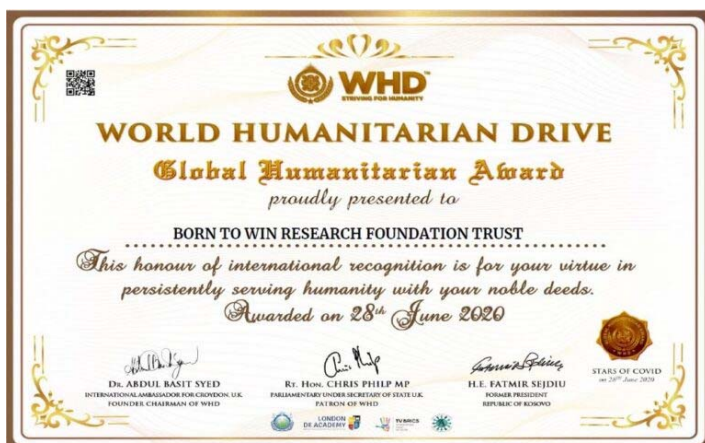 WHD™
STRIVING FOR HUMANITY
WORLD HUMANITARIAN DRIVE
Global Humanitarian Award
proudly presented to
BORN TO WIN RESEARCH FOUNDATION TRUST
This honour of international recognition is for your virtue in
persistently serving humanity with your noble deeds.
Awarded on 28th June 2020
DR. ABDUL BASIT SYED
INTERNATIONAL AMBASSADOR FOR CROYDON. U.K.
FOUNDER CHAIRMAN OF WHD
RT. HON. CHRIS PHILP MP
PARLIAMENTARY UNDER SECRETARY OF STATE U.K.
PATRON OF WHD
H.E. FATMIR SEJDIU
FORMER PRESIDENT
REPUBLIC OF KOSOVO
STARS OF COVID
on 28TH June 2020
LONDON
DE ACADEMY